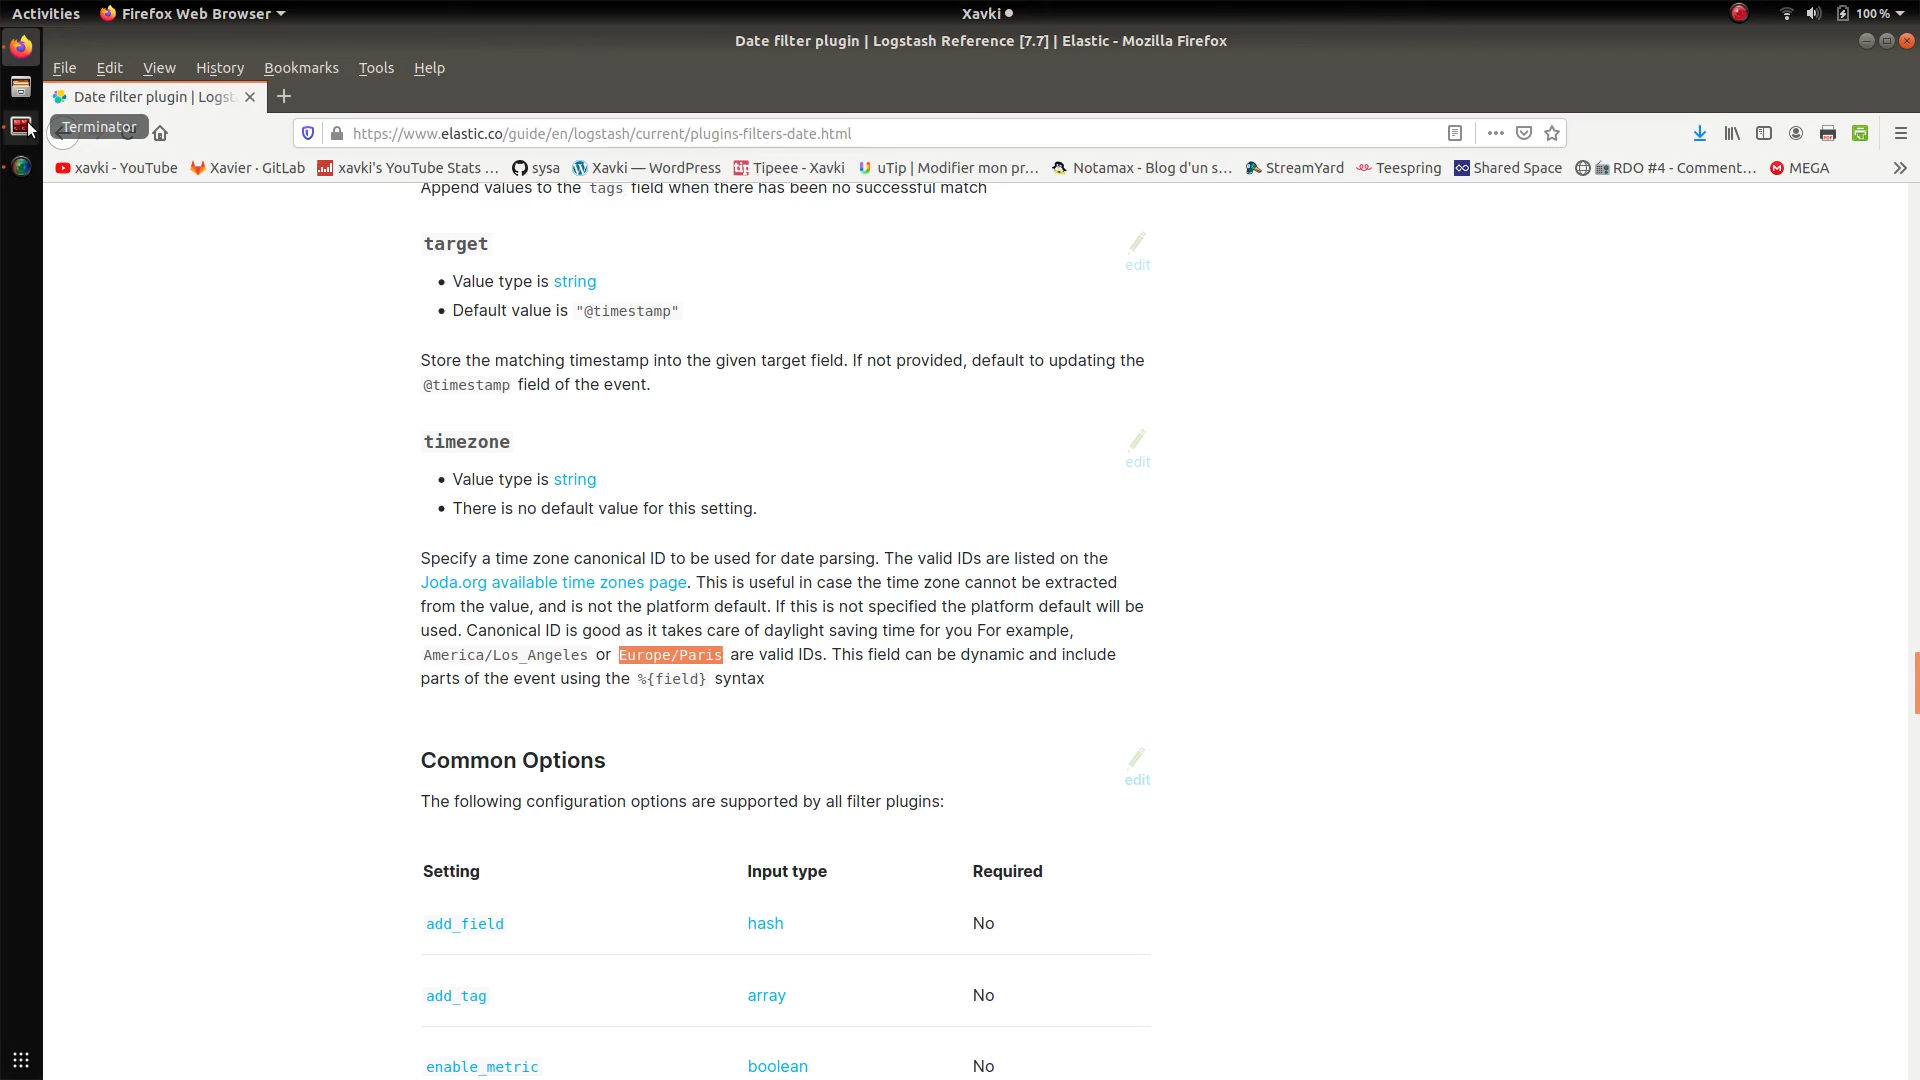 Activities Firefox Web Browser Xavki 100 %
Date filter plugin | Logstash Reference [7.7] | Elastic - Mozilla Firefox
File Edit View History Bookmarks Tools Help
Date filter plugin | Logst
Terminator
https://www.elastic.co/guide/en/logstash/current/plugins-filters-date.html
xavki - YouTube Xavier · GitLab xavki's YouTube Stats ... sysa Xavki — WordPress Tipeee - Xavki uTip | Modifier mon pr... Notamax - Blog d'un s... StreamYard Teespring Shared Space RDO #4 - Comment... MEGA
Append values to the tags field when there has been no successful match
target
edit
• Value type is string
• Default value is "@timestamp"
Store the matching timestamp into the given target field. If not provided, default to updating the
@timestamp field of the event.
timezone
edit
• Value type is string
• There is no default value for this setting.
Specify a time zone canonical ID to be used for date parsing. The valid IDs are listed on the
Joda.org available time zones page. This is useful in case the time zone cannot be extracted
from the value, and is not the platform default. If this is not specified the platform default will be
used. Canonical ID is good as it takes care of daylight saving time for you For example,
America/Los_Angeles or Europe/Paris are valid IDs. This field can be dynamic and include
parts of the event using the %{field} syntax
Common Options
edit
The following configuration options are supported by all filter plugins:
Setting Input type Required
add_field hash No
add_tag array No
enable_metric boolean No